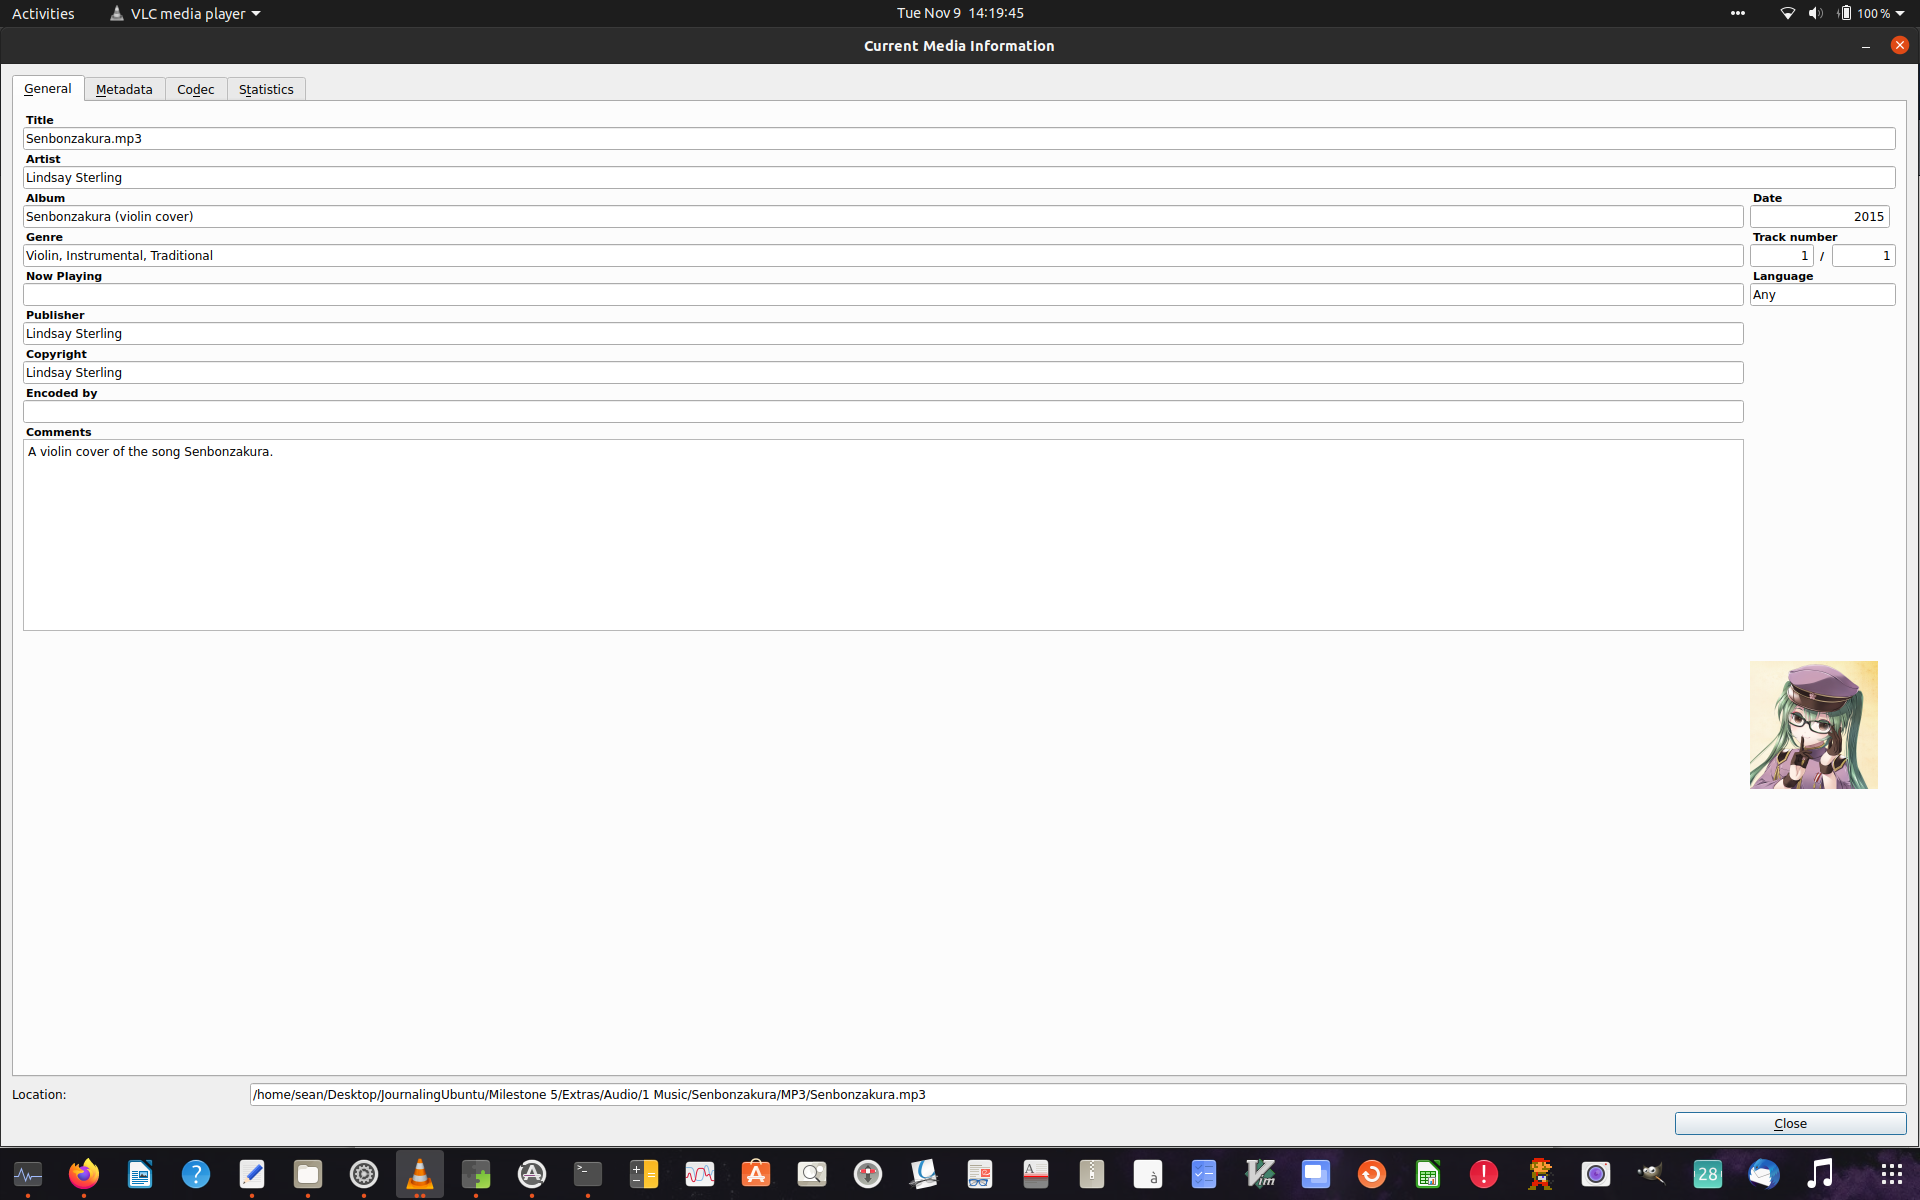 Activities
VLC media player
Tue Nov 9 14:19:45
100 %
Current Media Information
General
Metadata
Codec
Statistics
Title
Senbonzakura.mp3
Artist
Lindsay Sterling
Album
Date
Senbonzakura (violin cover)
2015
Genre
Track number
Violin, Instrumental, Traditional
1 / 1
Now Playing
Language
Any
Publisher
Lindsay Sterling
Copyright
Lindsay Sterling
Encoded by
Comments
A violin cover of the song Senbonzakura.
Location:
/home/sean/Desktop/JournalingUbuntu/Milestone 5/Extras/Audio/1 Music/Senbonzakura/MP3/Senbonzakura.mp3
Close
28